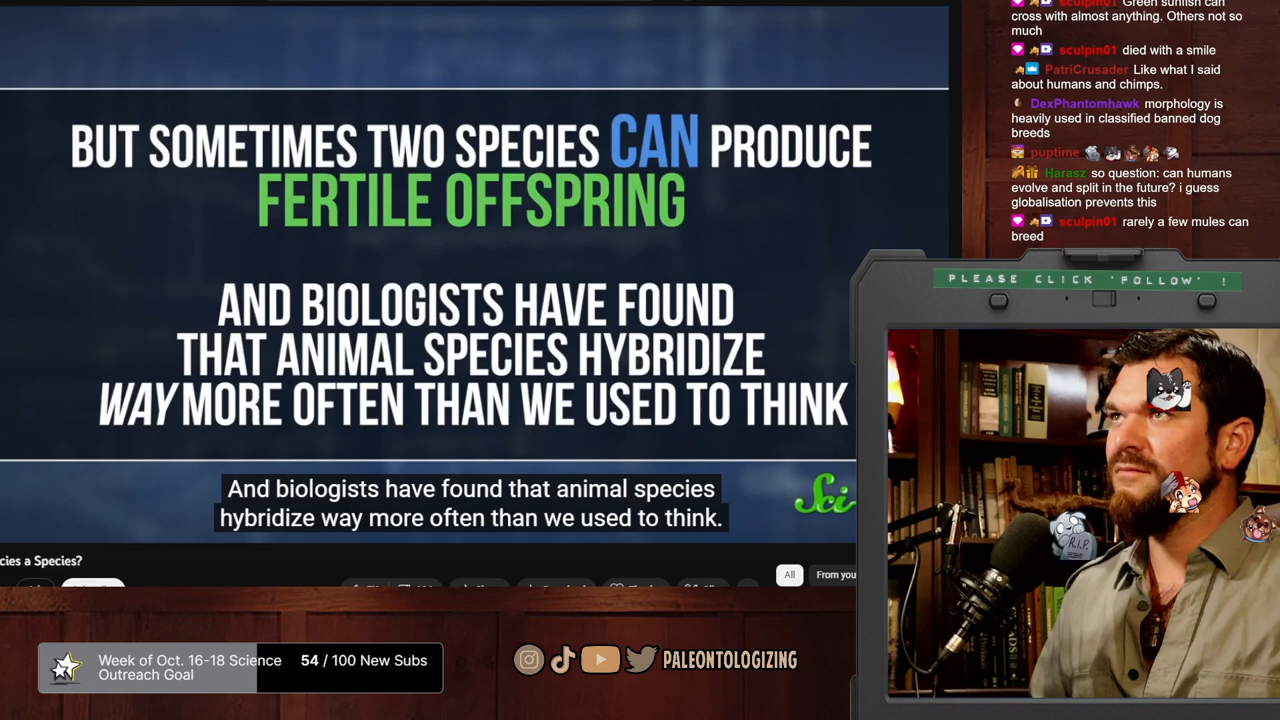 BUT SOMETIMES TWO SPECIES CAN PRODUCE
FERTILE OFFSPRING
AND BIOLOGISTS HAVE FOUND
THAT ANIMAL SPECIES HYBRIDIZE
WAY MORE OFTEN THAN WE USED TO THINK
And biologists have found that animal species
hybridize way more often than we used to think.
Sci
cies a Species?
All
From you
sculpin01 Green sunfish can
cross with almost anything. Others not so
much
sculpin01 died with a smile
PatriCrusader Like what I said
about humans and chimps.
DexPhantomhawk morphology is
heavily used in classified banned dog
breeds
puptime
Harasz so question: can humans
evolve and split in the future? i guess
globalisation prevents this
sculpin01 rarely a few mules can
breed
PLEASE CLICK 'FOLLOW' !
R.I.P.
Week of Oct. 16-18 Science
Outreach Goal
54 / 100 New Subs
PALEONTOLOGIZING